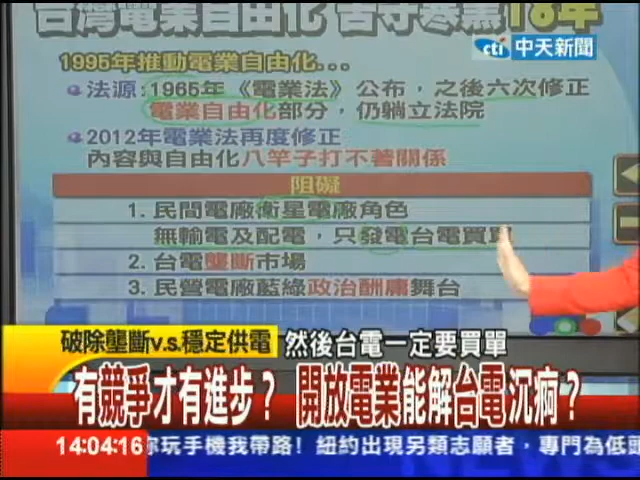 台灣電業自由化 苦守寒窯18年
cti 中天新聞
1995年推動電業自由化...
法源:1965年《電業法》公布，之後六次修正
電業自由化部分，仍躺立法院
2012年電業法再度修正
內容與自由化八竿子打不著關係
阻礙
1. 民間電廠衛星電廠角色
無輸電及配電，只發電台電買單
2. 台電壟斷市場
3. 民營電廠藍綠政治酬庸舞台
破除壟斷v.s.穩定供電
然後台電一定要買單
有競爭才有進步? 開放電業能解台電沉痾?
14:04:16
你玩手機我帶路! 紐約出現另類志願者，專門為低頭